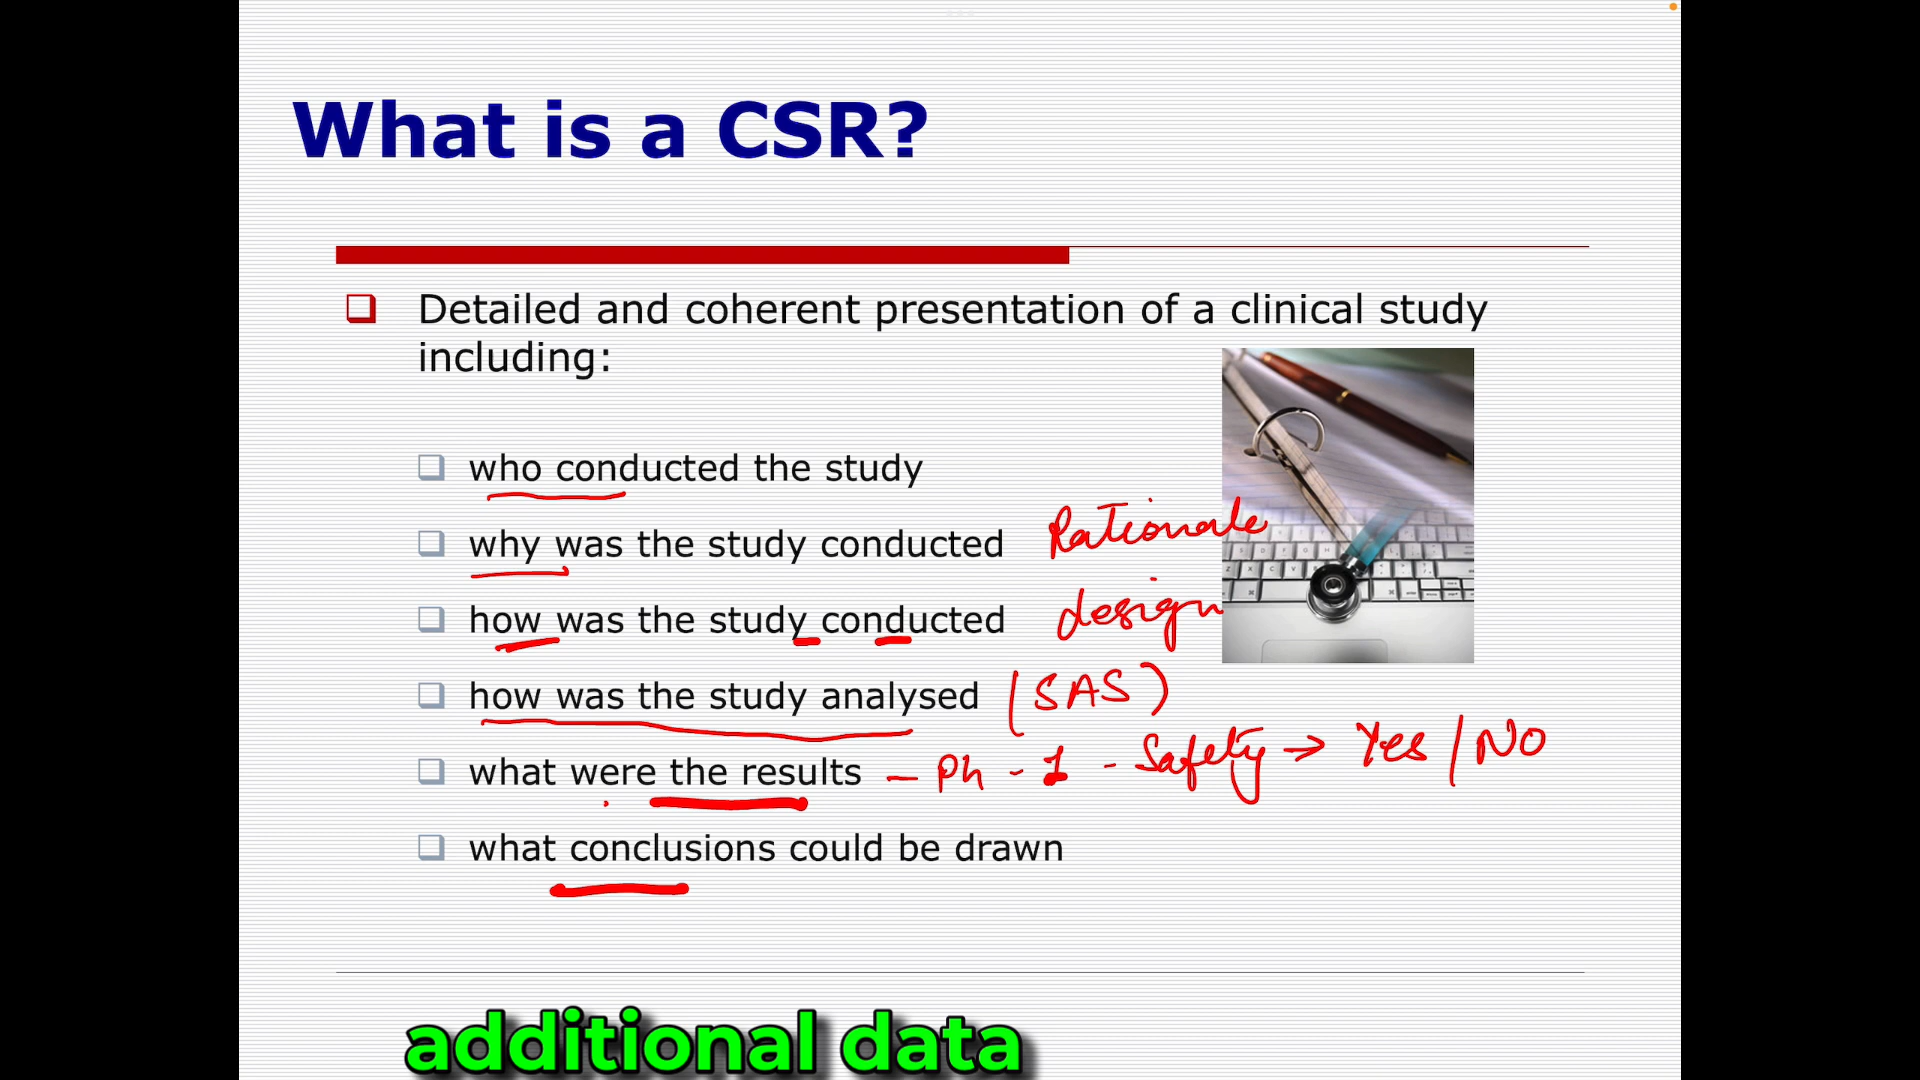 What is a CSR?
Detailed and coherent presentation of a clinical study
including:
who conducted the study
why was the study conducted Rationale
how was the study conducted design
how was the study analysed (SAS)
what were the results – Ph - 1 - Safety → Yes / No
what conclusions could be drawn
additional data